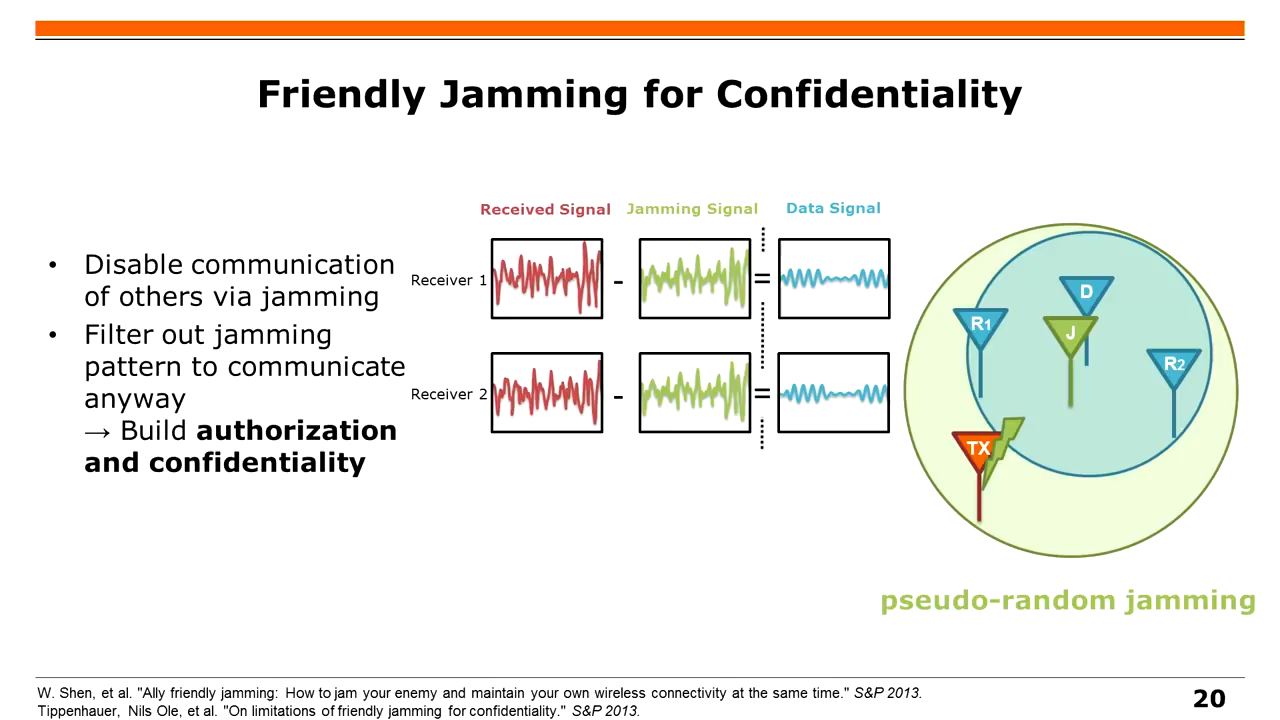 Friendly Jamming for Confidentiality
• Disable communication
of others via jamming
• Filter out jamming
pattern to communicate
anyway
→ Build authorization
and confidentiality
Received Signal Jamming Signal Data Signal
Receiver 1 - =
Receiver 2 - =
D
R1 J
R2
TX
pseudo-random jamming
W. Shen, et al. "Ally friendly jamming: How to jam your enemy and maintain your own wireless connectivity at the same time." S&P 2013.
Tippenhauer, Nils Ole, et al. "On limitations of friendly jamming for confidentiality." S&P 2013.
20